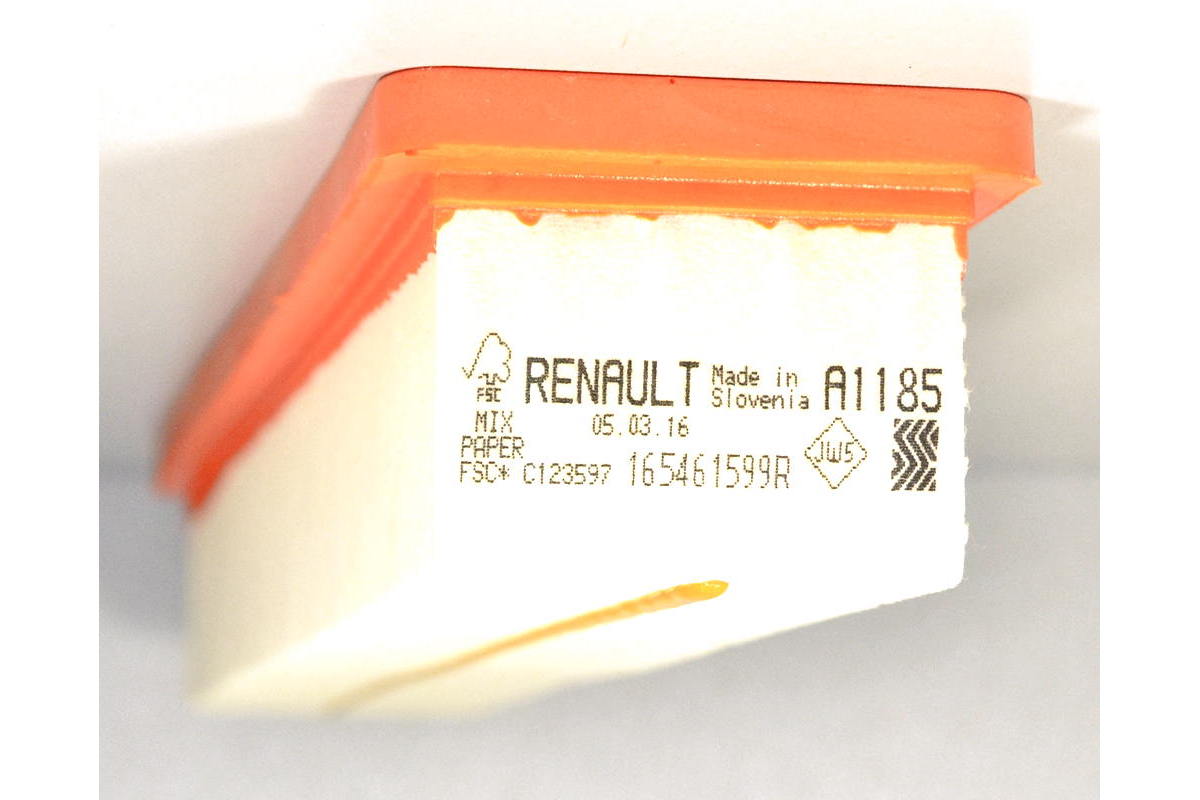 RENAULT Made in Slovenia A1185
FSC
MIX 05.03.16
PAPER
FSC* C123597 165461599R JW5